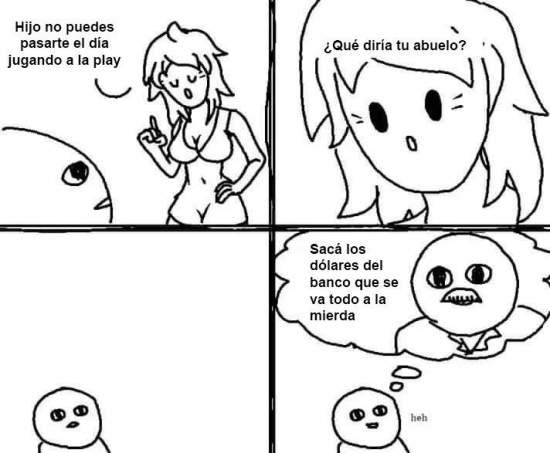 Hijo no puedes
pasarte el día
jugando a la play
¿Qué diría tu abuelo?
Sacá los
dólares del
banco que se
va todo a la
mierda
heh